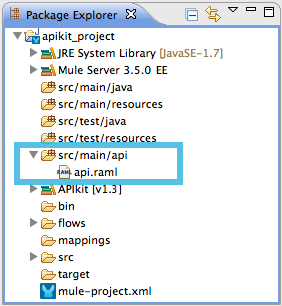 Package Explorer
apikit_project
JRE System Library [JavaSE-1.7]
Mule Server 3.5.0 EE
src/main/java
src/main/resources
src/test/java
src/test/resources
src/main/api
RAML api.raml
APIkit [v1.3]
bin
flows
mappings
src
target
mule-project.xml